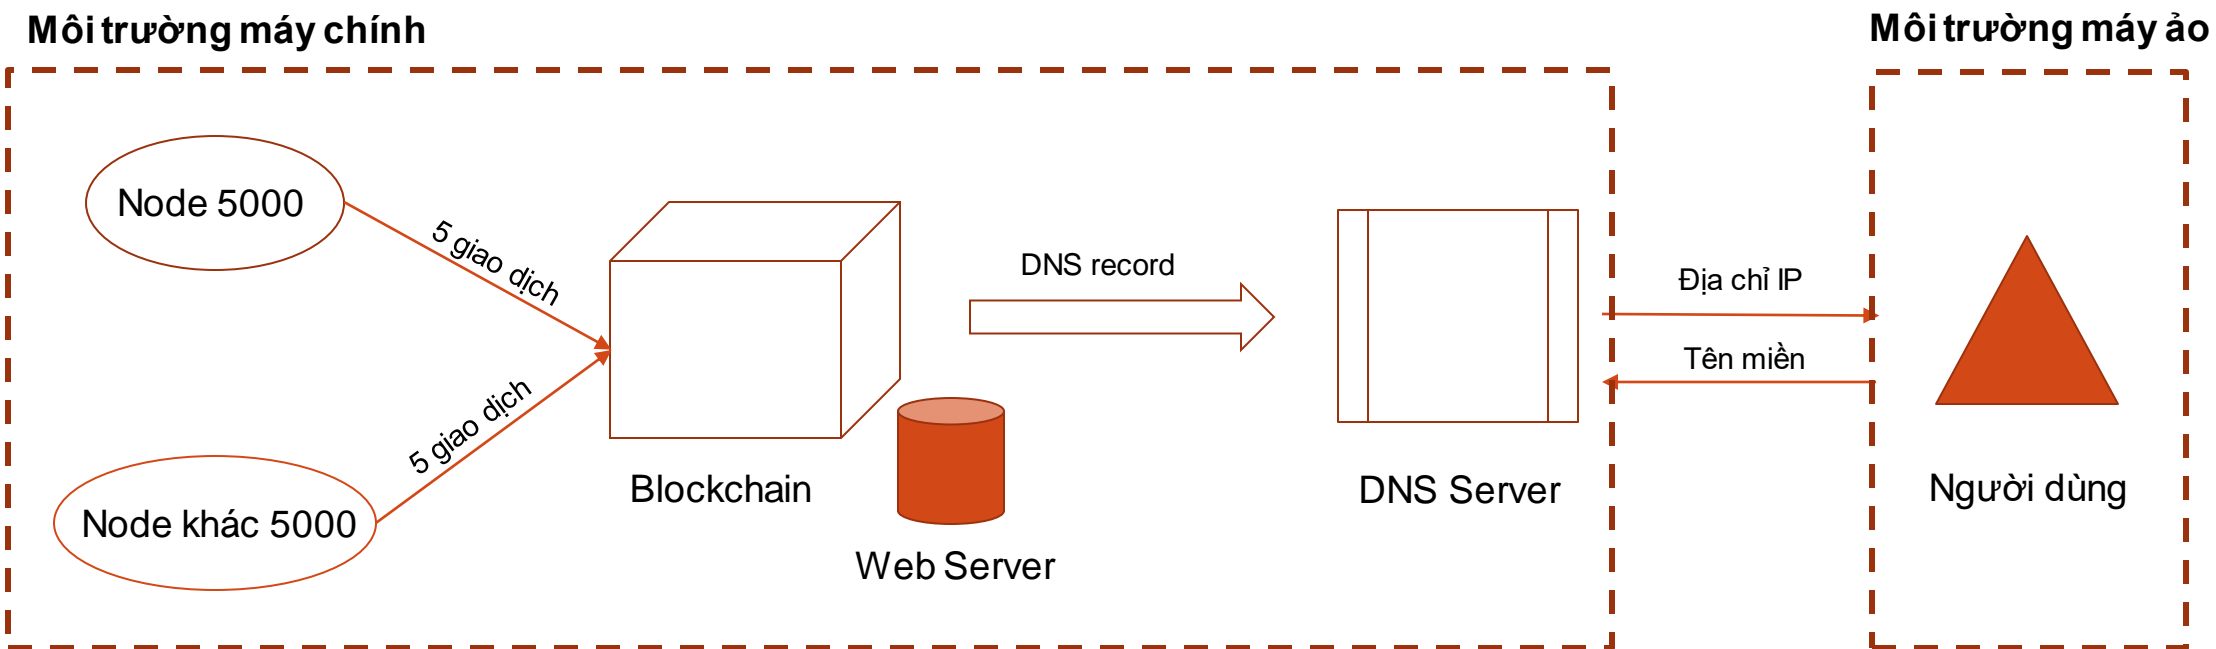 Môi trường máy chính
Môi trường máy ảo
Node 5000
5 giao dịch
DNS record
Địa chỉ IP
Tên miền
5 giao dịch
Node khác 5000
Blockchain
DNS Server
Người dùng
Web Server